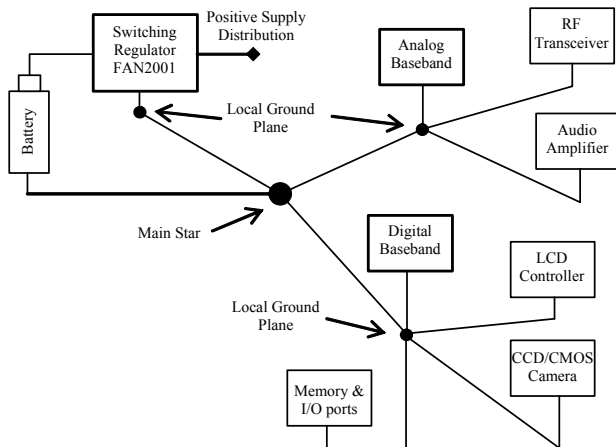 Switching
Regulator
FAN2001
Positive Supply
Distribution
Battery
Local Ground
Plane
Analog
Baseband
RF
Transceiver
Audio
Amplifier
Main Star
Digital
Baseband
LCD
Controller
Local Ground
Plane
CCD/CMOS
Camera
Memory &
I/O ports